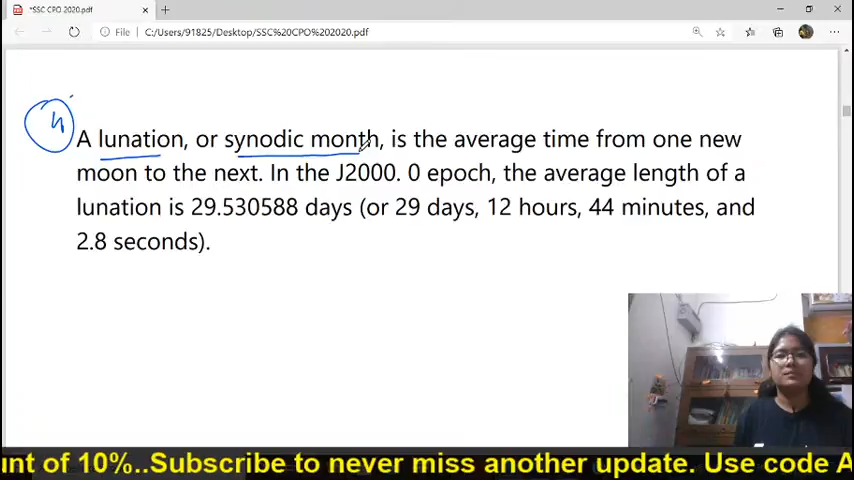 *SSC CPO 2020.pdf
File
C:/Users/91825/Desktop/SSC%20CPO%202020.pdf
4
A lunation, or synodic month, is the average time from one new
moon to the next. In the J2000. 0 epoch, the average length of a
lunation is 29.530588 days (or 29 days, 12 hours, 44 minutes, and
2.8 seconds).
unt of 10%..Subscribe to never miss another update. Use code A